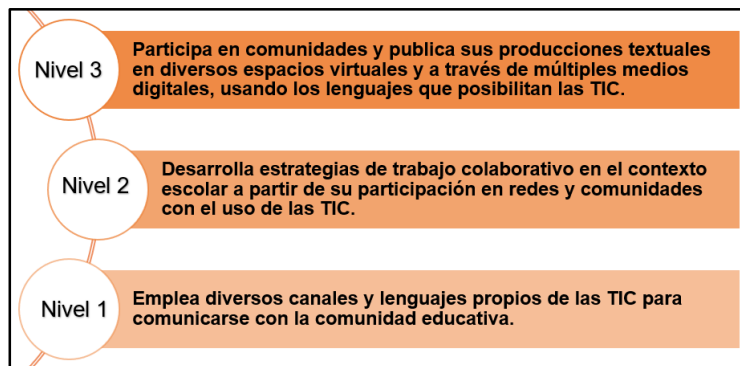 Nivel 3
Participa en comunidades y publica sus producciones textuales
en diversos espacios virtuales y a través de múltiples medios
digitales, usando los lenguajes que posibilitan las TIC.
Nivel 2
Desarrolla estrategias de trabajo colaborativo en el contexto
escolar a partir de su participación en redes y comunidades
con el uso de las TIC.
Nivel 1
Emplea diversos canales y lenguajes propios de las TIC para
comunicarse con la comunidad educativa.